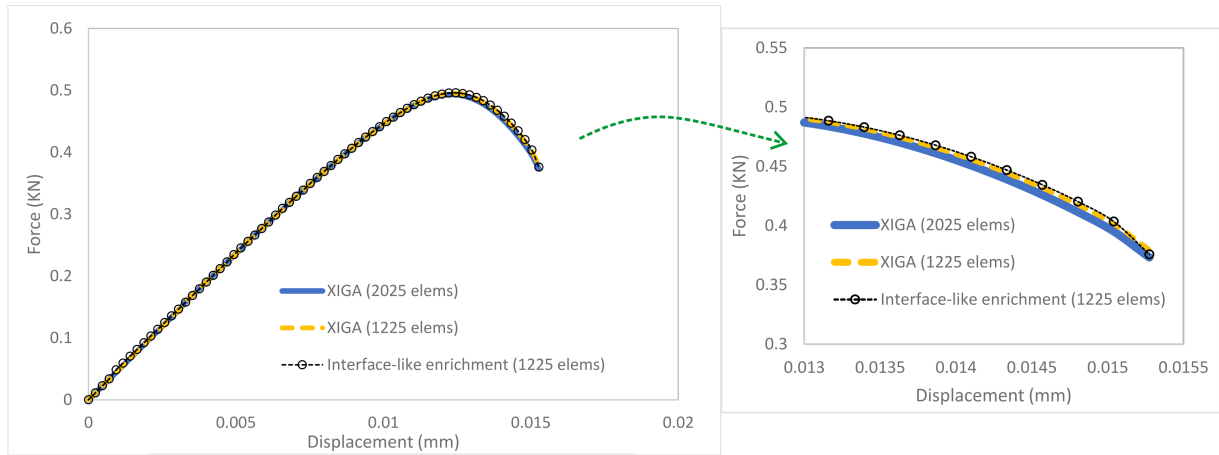 0.6
0.5
0.4
0.3
0.2
0.1
0
Force (KN)
XIGA (2025 elems)
XIGA (1225 elems)
Interface-like enrichment (1225 elems)
0
0.005
0.01
0.015
0.02
Displacement (mm)
0.55
0.5
0.45
0.4
0.35
0.3
Force (KN)
XIGA (2025 elems)
XIGA (1225 elems)
Interface-like enrichment (1225 elems)
0.013
0.0135
0.014
0.0145
0.015
0.0155
Displacement (mm)